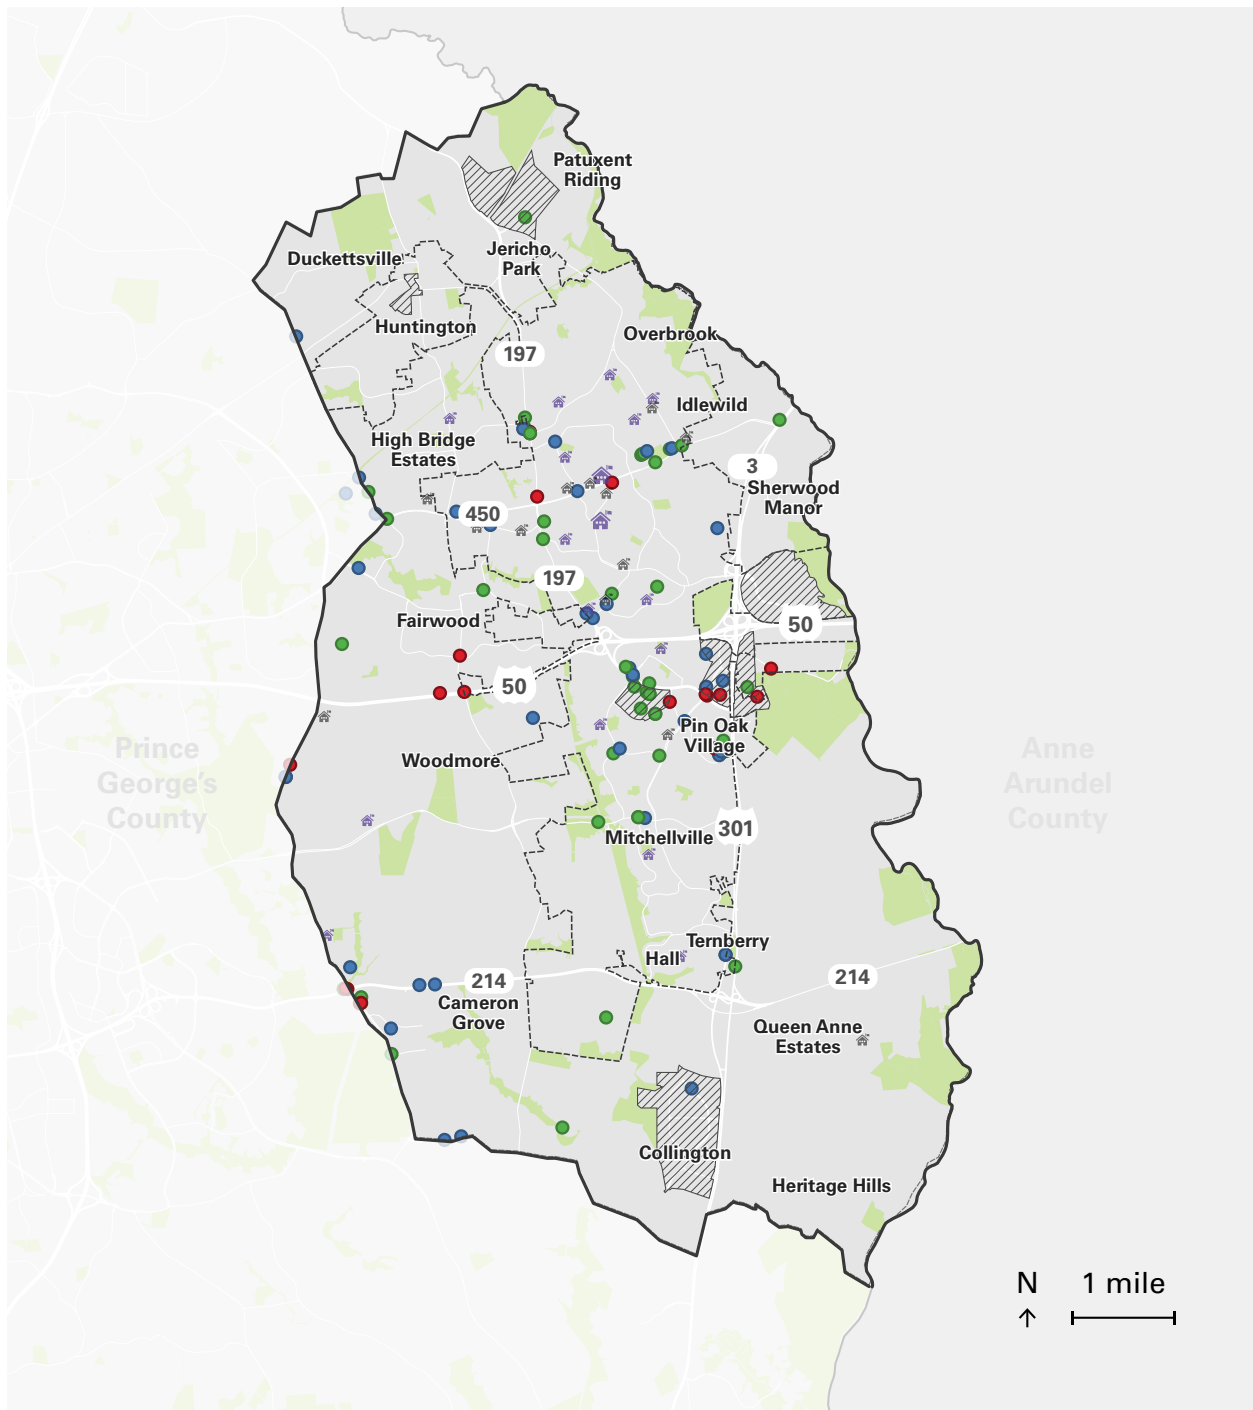 Patuxent
Riding
Duckettsville
Jericho
Park
Huntington
Overbrook
197
Idlewild
High Bridge
Estates
3
Sherwood
Manor
450
197
Fairwood
50
50
Pin Oak
Village
Woodmore
Prince
George's
County
Anne
Arundel
County
301
Mitchellville
Ternberry
Hall
214
214
Cameron
Grove
Queen Anne
Estates
Collington
Heritage Hills
N
1 mile